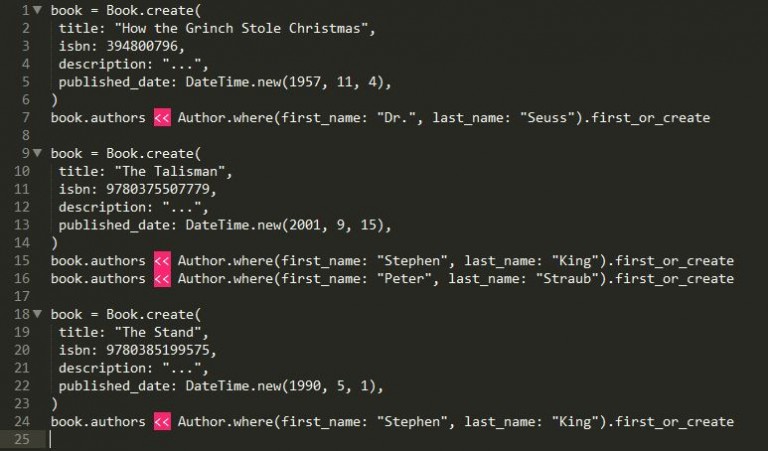 1 book = Book.create(
2 title: "How the Grinch Stole Christmas",
3 isbn: 394800796,
4 description: "...",
5 published_date: DateTime.new(1957, 11, 4),
6 )
7 book.authors << Author.where(first_name: "Dr.", last_name: "Seuss").first_or_create
8
9 book = Book.create(
10 title: "The Talisman",
11 isbn: 9780375507779,
12 description: "...",
13 published_date: DateTime.new(2001, 9, 15),
14 )
15 book.authors << Author.where(first_name: "Stephen", last_name: "King").first_or_create
16 book.authors << Author.where(first_name: "Peter", last_name: "Straub").first_or_create
17
18 book = Book.create(
19 title: "The Stand",
20 isbn: 9780385199575,
21 description: "...",
22 published_date: DateTime.new(1990, 5, 1),
23 )
24 book.authors << Author.where(first_name: "Stephen", last_name: "King").first_or_create
25